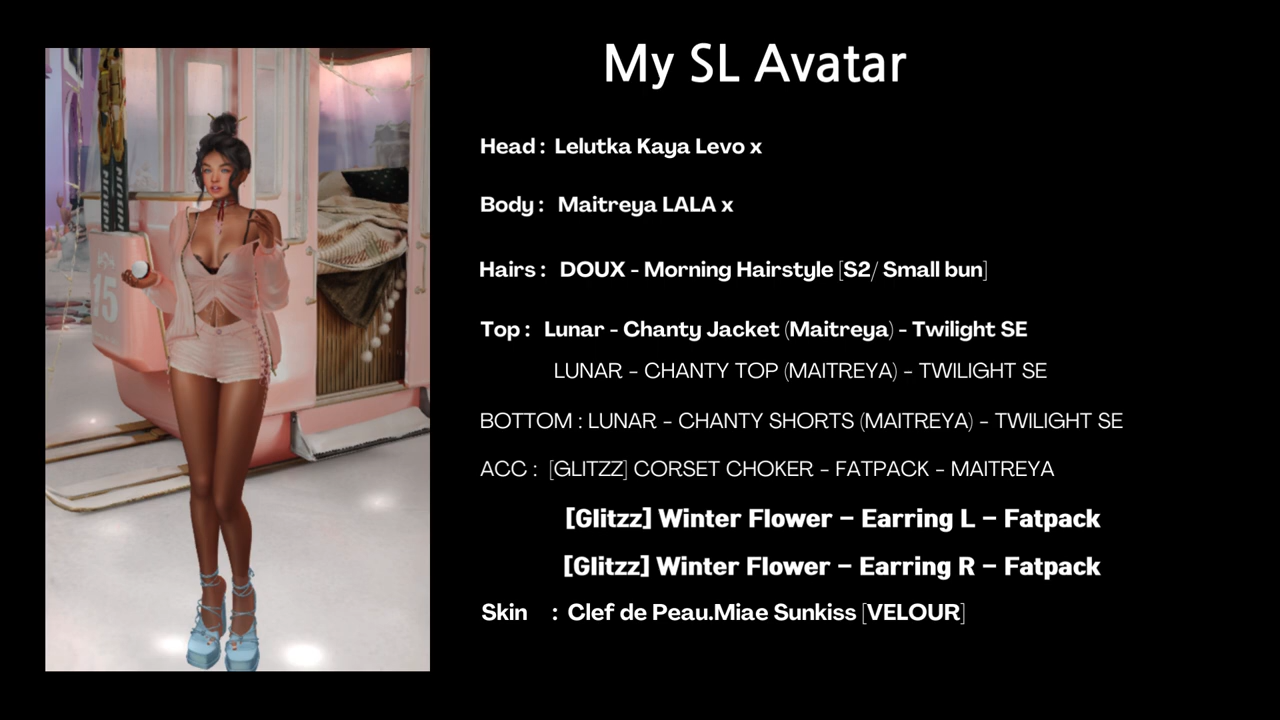 My SL Avatar
Head : Lelutka Kaya Levo x
Body : Maitreya LALA x
Hairs : DOUX - Morning Hairstyle [S2/ Small bun]
Top : Lunar - Chanty Jacket (Maitreya) - Twilight SE
LUNAR - CHANTY TOP (MAITREYA) - TWILIGHT SE
BOTTOM : LUNAR - CHANTY SHORTS (MAITREYA) - TWILIGHT SE
ACC : [GLITZZ] CORSET CHOKER - FATPACK - MAITREYA
[Glitzz] Winter Flower – Earring L – Fatpack
[Glitzz] Winter Flower – Earring R – Fatpack
Skin : Clef de Peau.Miae Sunkiss [VELOUR]
15